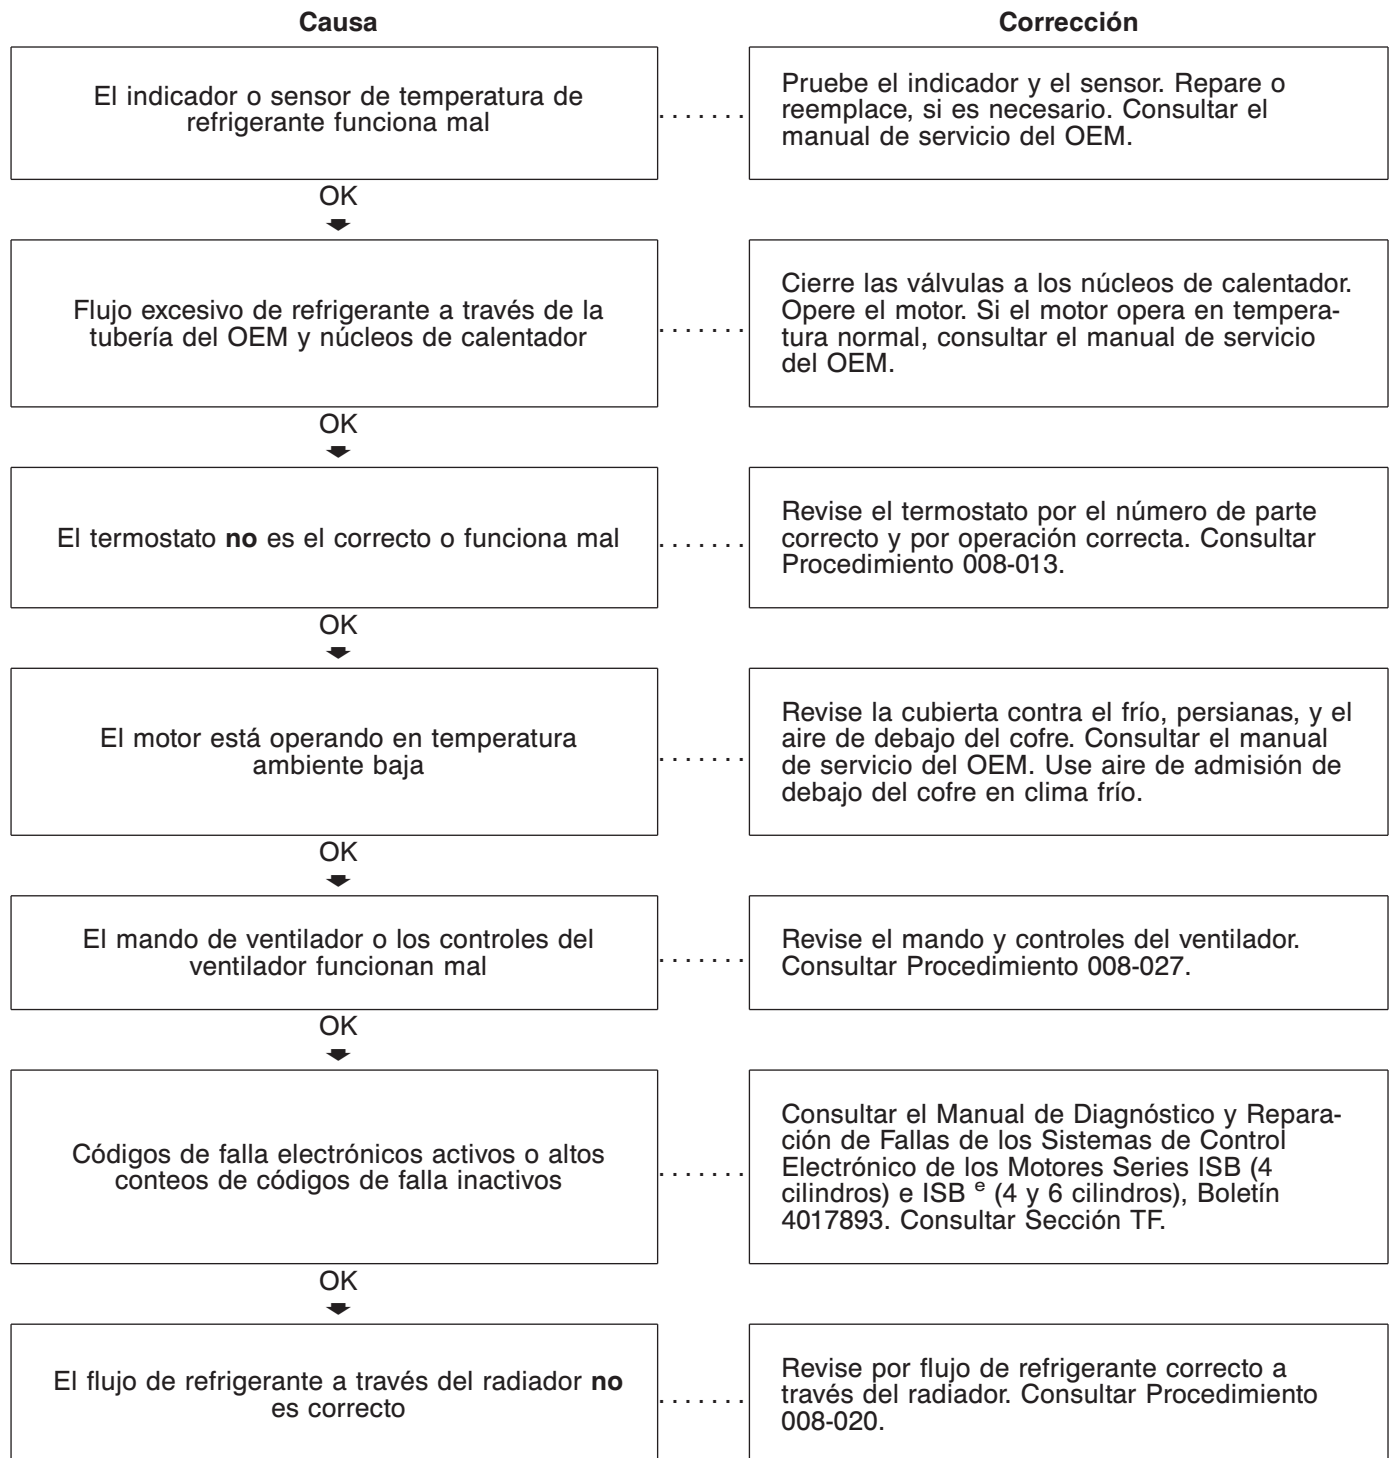 Causa
Corrección
El indicador o sensor de temperatura de
refrigerante funciona mal
Pruebe el indicador y el sensor. Repare o
reemplace, si es necesario. Consultar el
manual de servicio del OEM.
OK
Flujo excesivo de refrigerante a través de la
tubería del OEM y núcleos de calentador
Cierre las válvulas a los núcleos de calentador.
Opere el motor. Si el motor opera en tempera-
tura normal, consultar el manual de servicio
del OEM.
OK
El termostato no es el correcto o funciona mal
Revise el termostato por el número de parte
correcto y por operación correcta. Consultar
Procedimiento 008-013.
OK
El motor está operando en temperatura
ambiente baja
Revise la cubierta contra el frío, persianas, y el
aire de debajo del cofre. Consultar el manual
de servicio del OEM. Use aire de admisión de
debajo del cofre en clima frío.
OK
El mando de ventilador o los controles del
ventilador funcionan mal
Revise el mando y controles del ventilador.
Consultar Procedimiento 008-027.
OK
Códigos de falla electrónicos activos o altos
conteos de códigos de falla inactivos
Consultar el Manual de Diagnóstico y Repara-
ción de Fallas de los Sistemas de Control
Electrónico de los Motores Series ISB (4
cilindros) e ISB e (4 y 6 cilindros), Boletín
4017893. Consultar Sección TF.
OK
El flujo de refrigerante a través del radiador no
es correcto
Revise por flujo de refrigerante correcto a
través del radiador. Consultar Procedimiento
008-020.